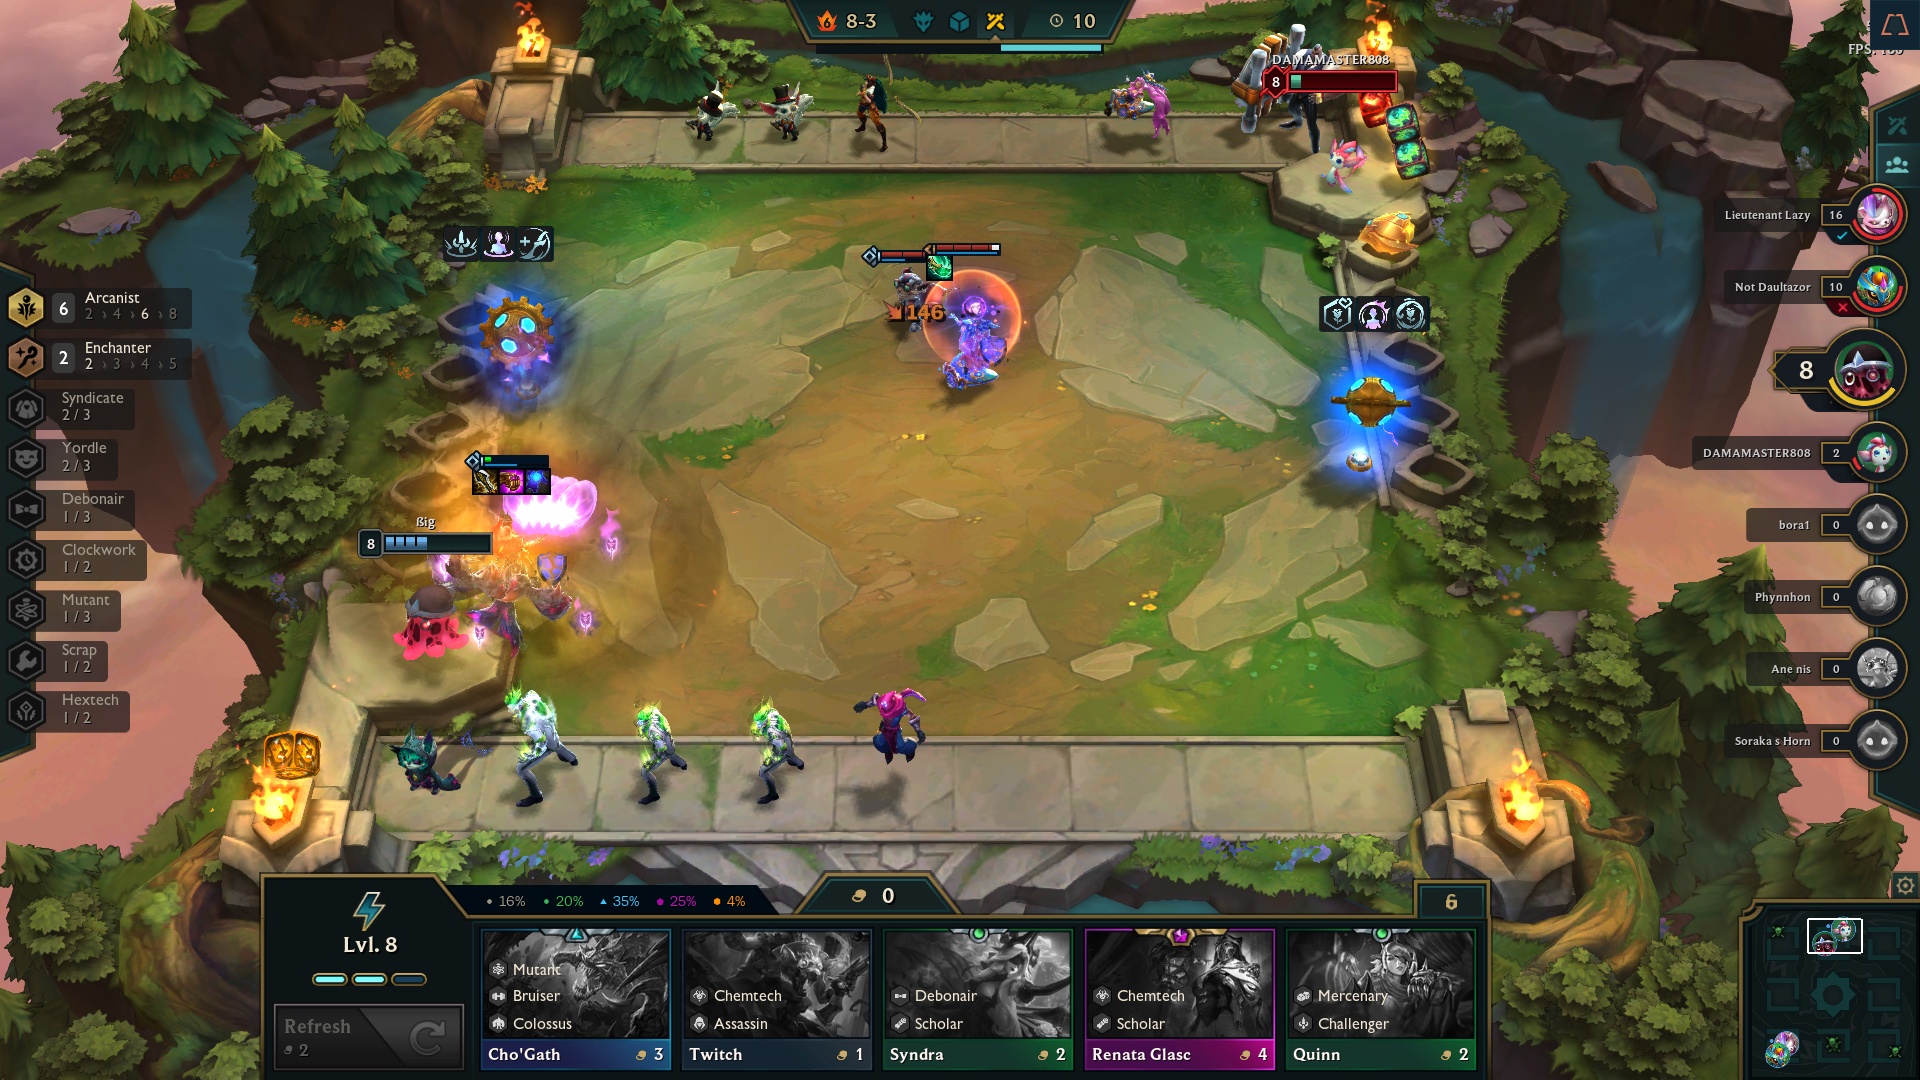 8-3
10
FPS:
DAMAMASTER808
8
Lieutenant Lazy
16
Not Daultazor
10
8
DAMAMASTER808
2
bora1
0
Phynnhon
0
Ane nis
0
Soraka s Horn
0
6
Arcanist
2 › 4 › 6 › 8
2
Enchanter
2 › 3 › 4 › 5
Syndicate
2 / 3
Yordle
2 / 3
Debonair
1 / 3
Clockwork
1 / 2
Mutant
1 / 3
Scrap
1 / 2
Hextech
1 / 2
146
ßig
8
16%
20%
35%
25%
4%
0
6
Lvl. 8
Refresh
2
Mutant
Bruiser
Colossus
Cho'Gath
3
Chemtech
Assassin
Twitch
1
Debonair
Scholar
Syndra
2
Chemtech
Scholar
Renata Glasc
4
Mercenary
Challenger
Quinn
2